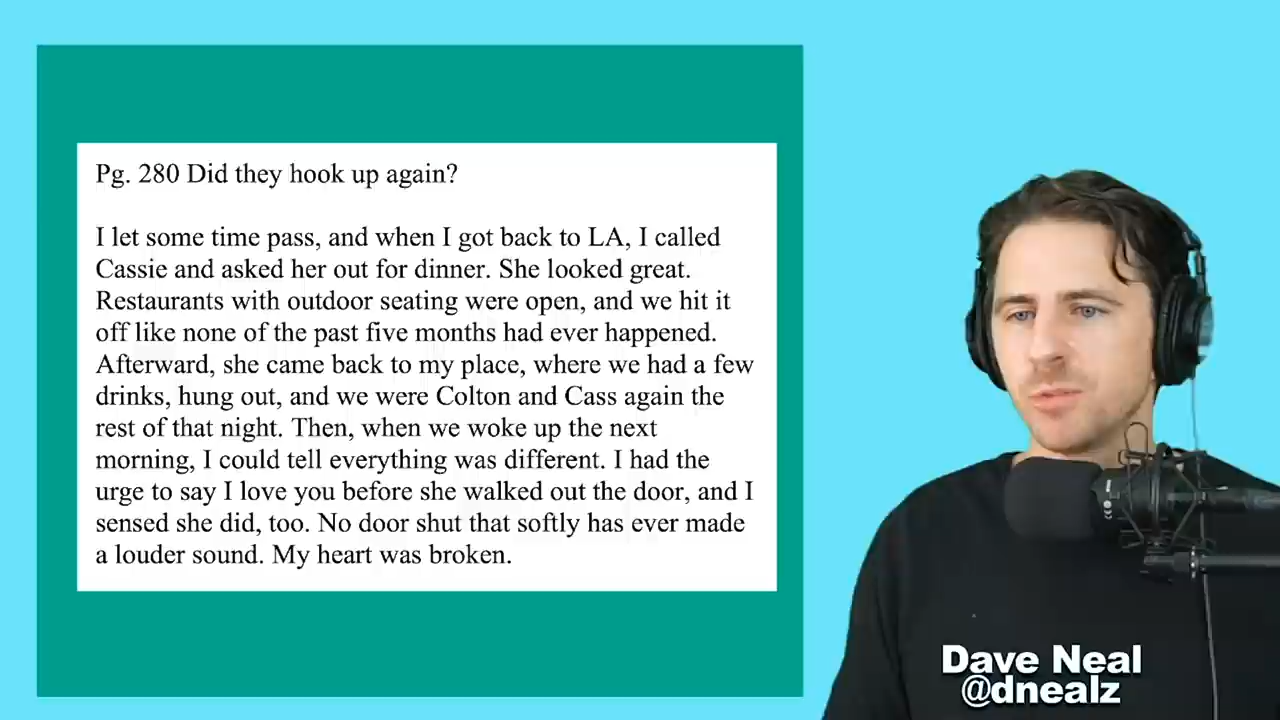 Pg. 280 Did they hook up again?
I let some time pass, and when I got back to LA, I called
Cassie and asked her out for dinner. She looked great.
Restaurants with outdoor seating were open, and we hit it
off like none of the past five months had ever happened.
Afterward, she came back to my place, where we had a few
drinks, hung out, and we were Colton and Cass again the
rest of that night. Then, when we woke up the next
morning, I could tell everything was different. I had the
urge to say I love you before she walked out the door, and I
sensed she did, too. No door shut that softly has ever made
a louder sound. My heart was broken.
Dave Neal
@dnealz